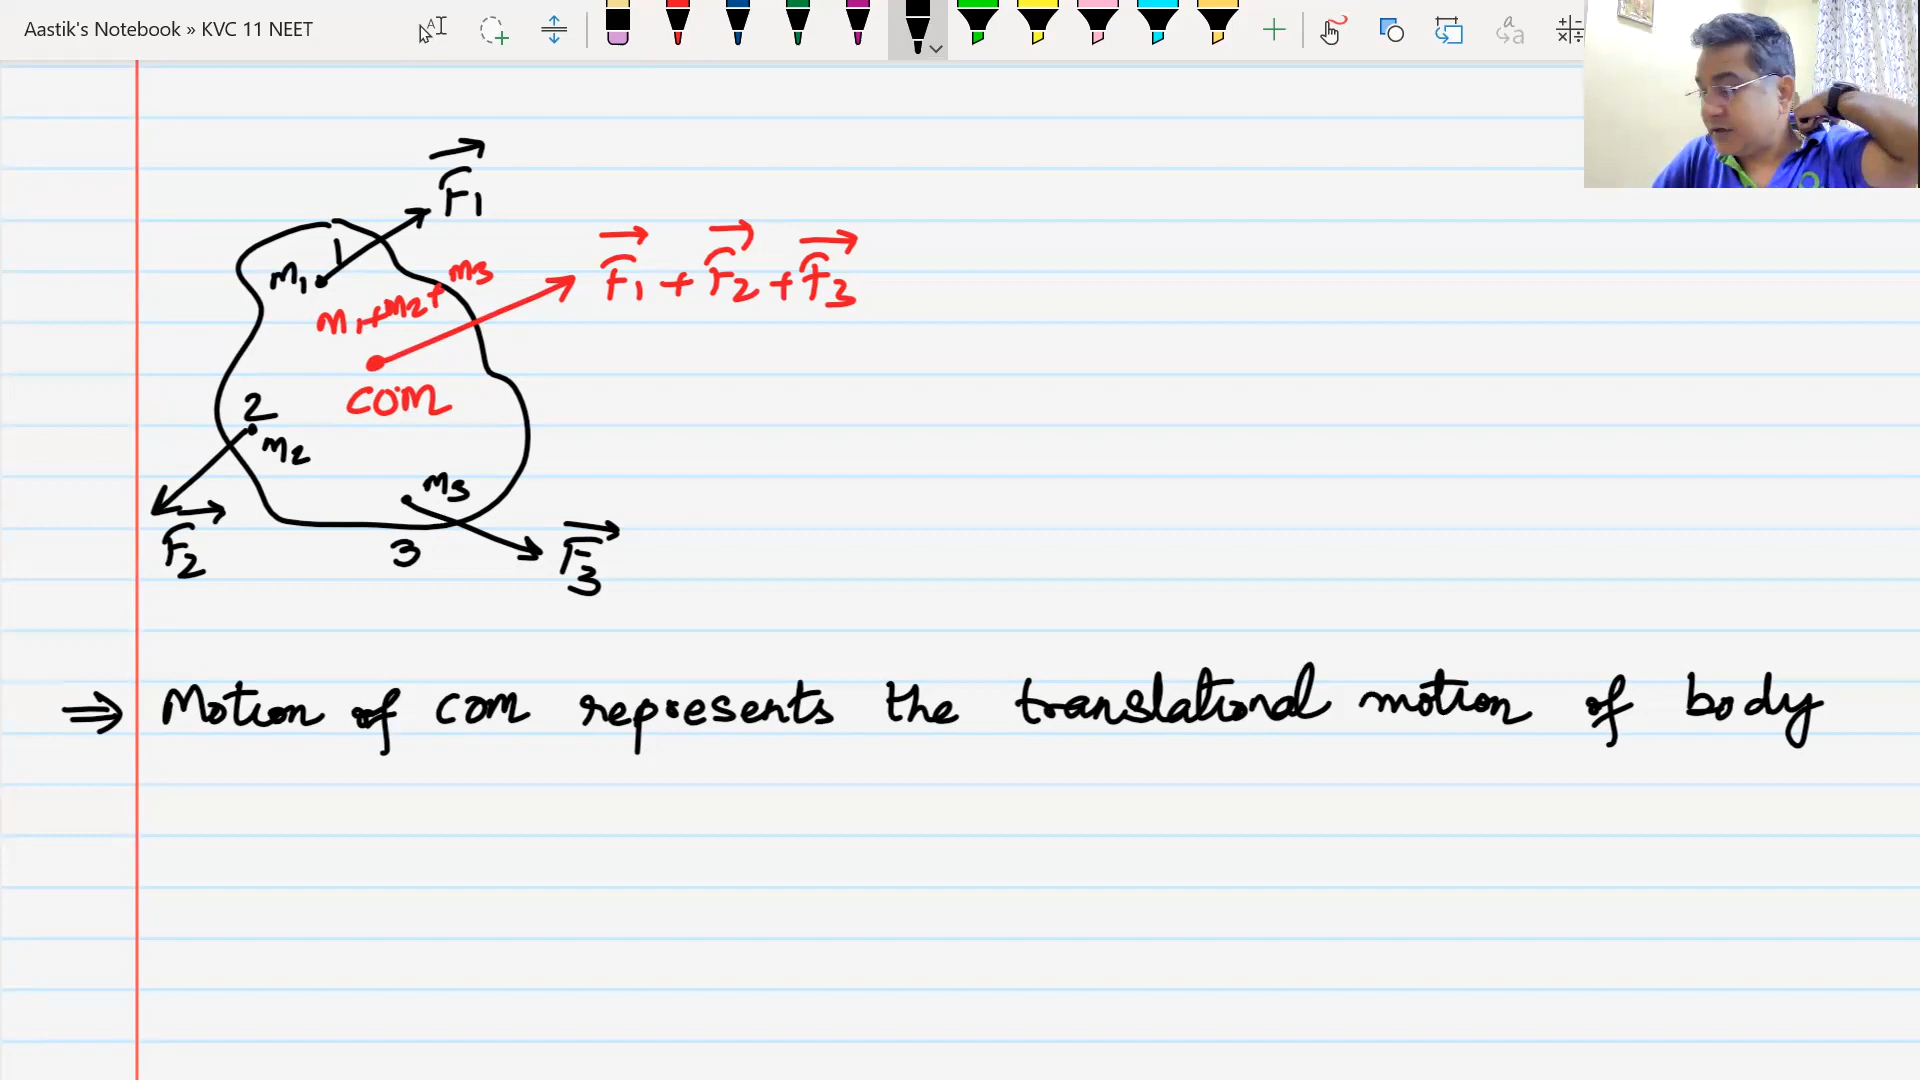 Aastik's Notebook » KVC 11 NEET
F1
1
m1
m1+m2+m3
F1 + F2 + F3
COM
2
m2
m3
F2
3
F3
⇒ Motion of com represents the translational motion of body